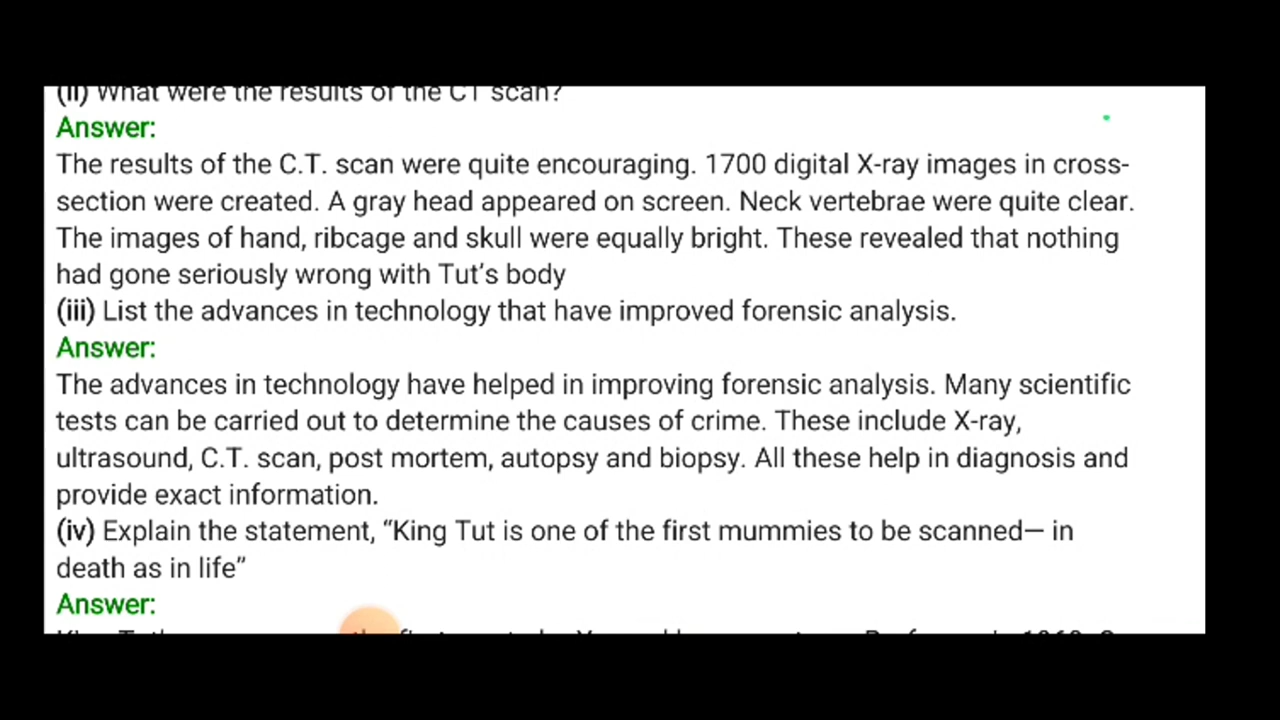 (ii) What were the results of the CT scan?
Answer:
The results of the C.T. scan were quite encouraging. 1700 digital X-ray images in cross-
section were created. A gray head appeared on screen. Neck vertebrae were quite clear.
The images of hand, ribcage and skull were equally bright. These revealed that nothing
had gone seriously wrong with Tut's body
(iii) List the advances in technology that have improved forensic analysis.
Answer:
The advances in technology have helped in improving forensic analysis. Many scientific
tests can be carried out to determine the causes of crime. These include X-ray,
ultrasound, C.T. scan, post mortem, autopsy and biopsy. All these help in diagnosis and
provide exact information.
(iv) Explain the statement, “King Tut is one of the first mummies to be scanned— in
death as in life”
Answer: